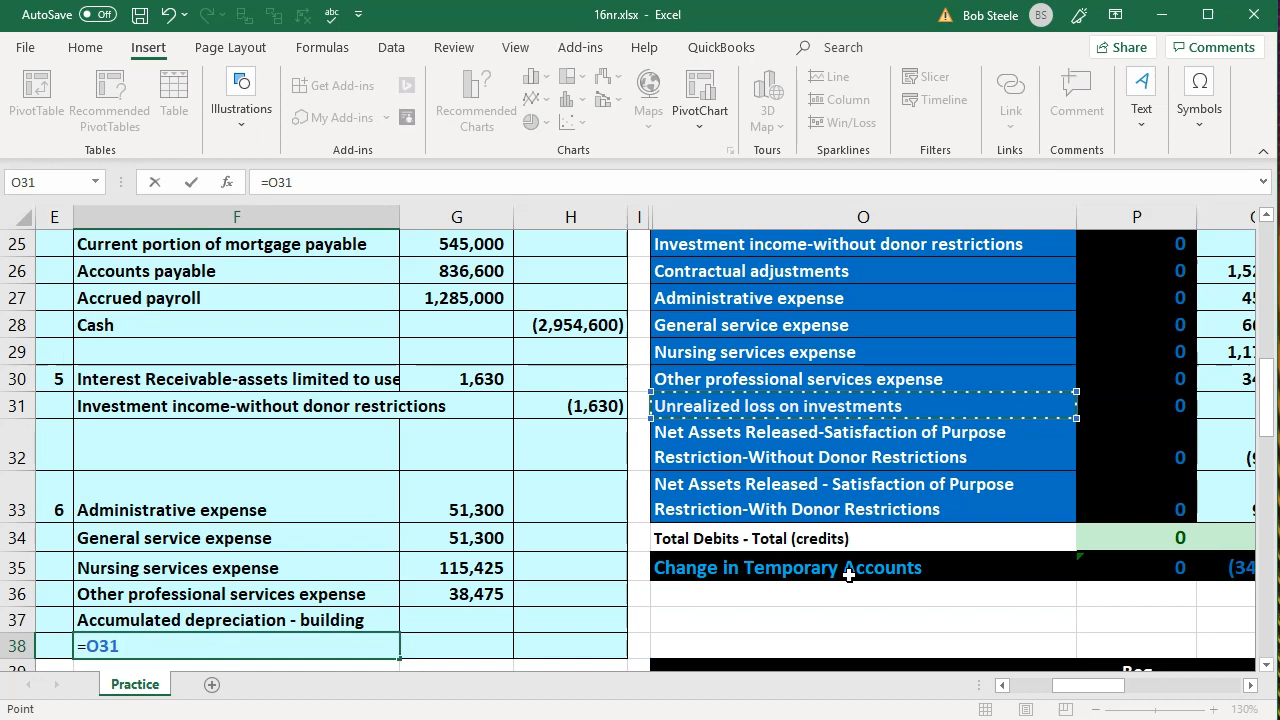 AutoSave Off abc 16nr.xlsx - Excel Bob Steele BS
File Home Insert Page Layout Formulas Data Review View Add-ins Help QuickBooks Search Share Comments
PivotTable Recommended PivotTables Table Illustrations Get Add-ins My Add-ins Recommended Charts Maps PivotChart 3D Map Line Column Win/Loss Slicer Timeline Link Comment Text Symbols
Tables Add-ins Charts Tours Sparklines Filters Links Comments
O31 fx =O31
E F G H I O P
25 Current portion of mortgage payable 545,000 Investment income-without donor restrictions 0
26 Accounts payable 836,600 Contractual adjustments 0 1,52
27 Accrued payroll 1,285,000 Administrative expense 0 45
28 Cash (2,954,600) General service expense 0 66
29 Nursing services expense 0 1,17
30 5 Interest Receivable-assets limited to use 1,630 Other professional services expense 0 34
31 Investment income-without donor restrictions (1,630) Unrealized loss on investments 0
Net Assets Released-Satisfaction of Purpose
32 Restriction-Without Donor Restrictions 0 (9
Net Assets Released - Satisfaction of Purpose
33 6 Administrative expense 51,300 Restriction-With Donor Restrictions 0 9
34 General service expense 51,300 Total Debits - Total (credits) 0
35 Nursing services expense 115,425 Change in Temporary Accounts 0 (34
36 Other professional services expense 38,475
37 Accumulated depreciation - building
38 =O31
Practice
Point 130%